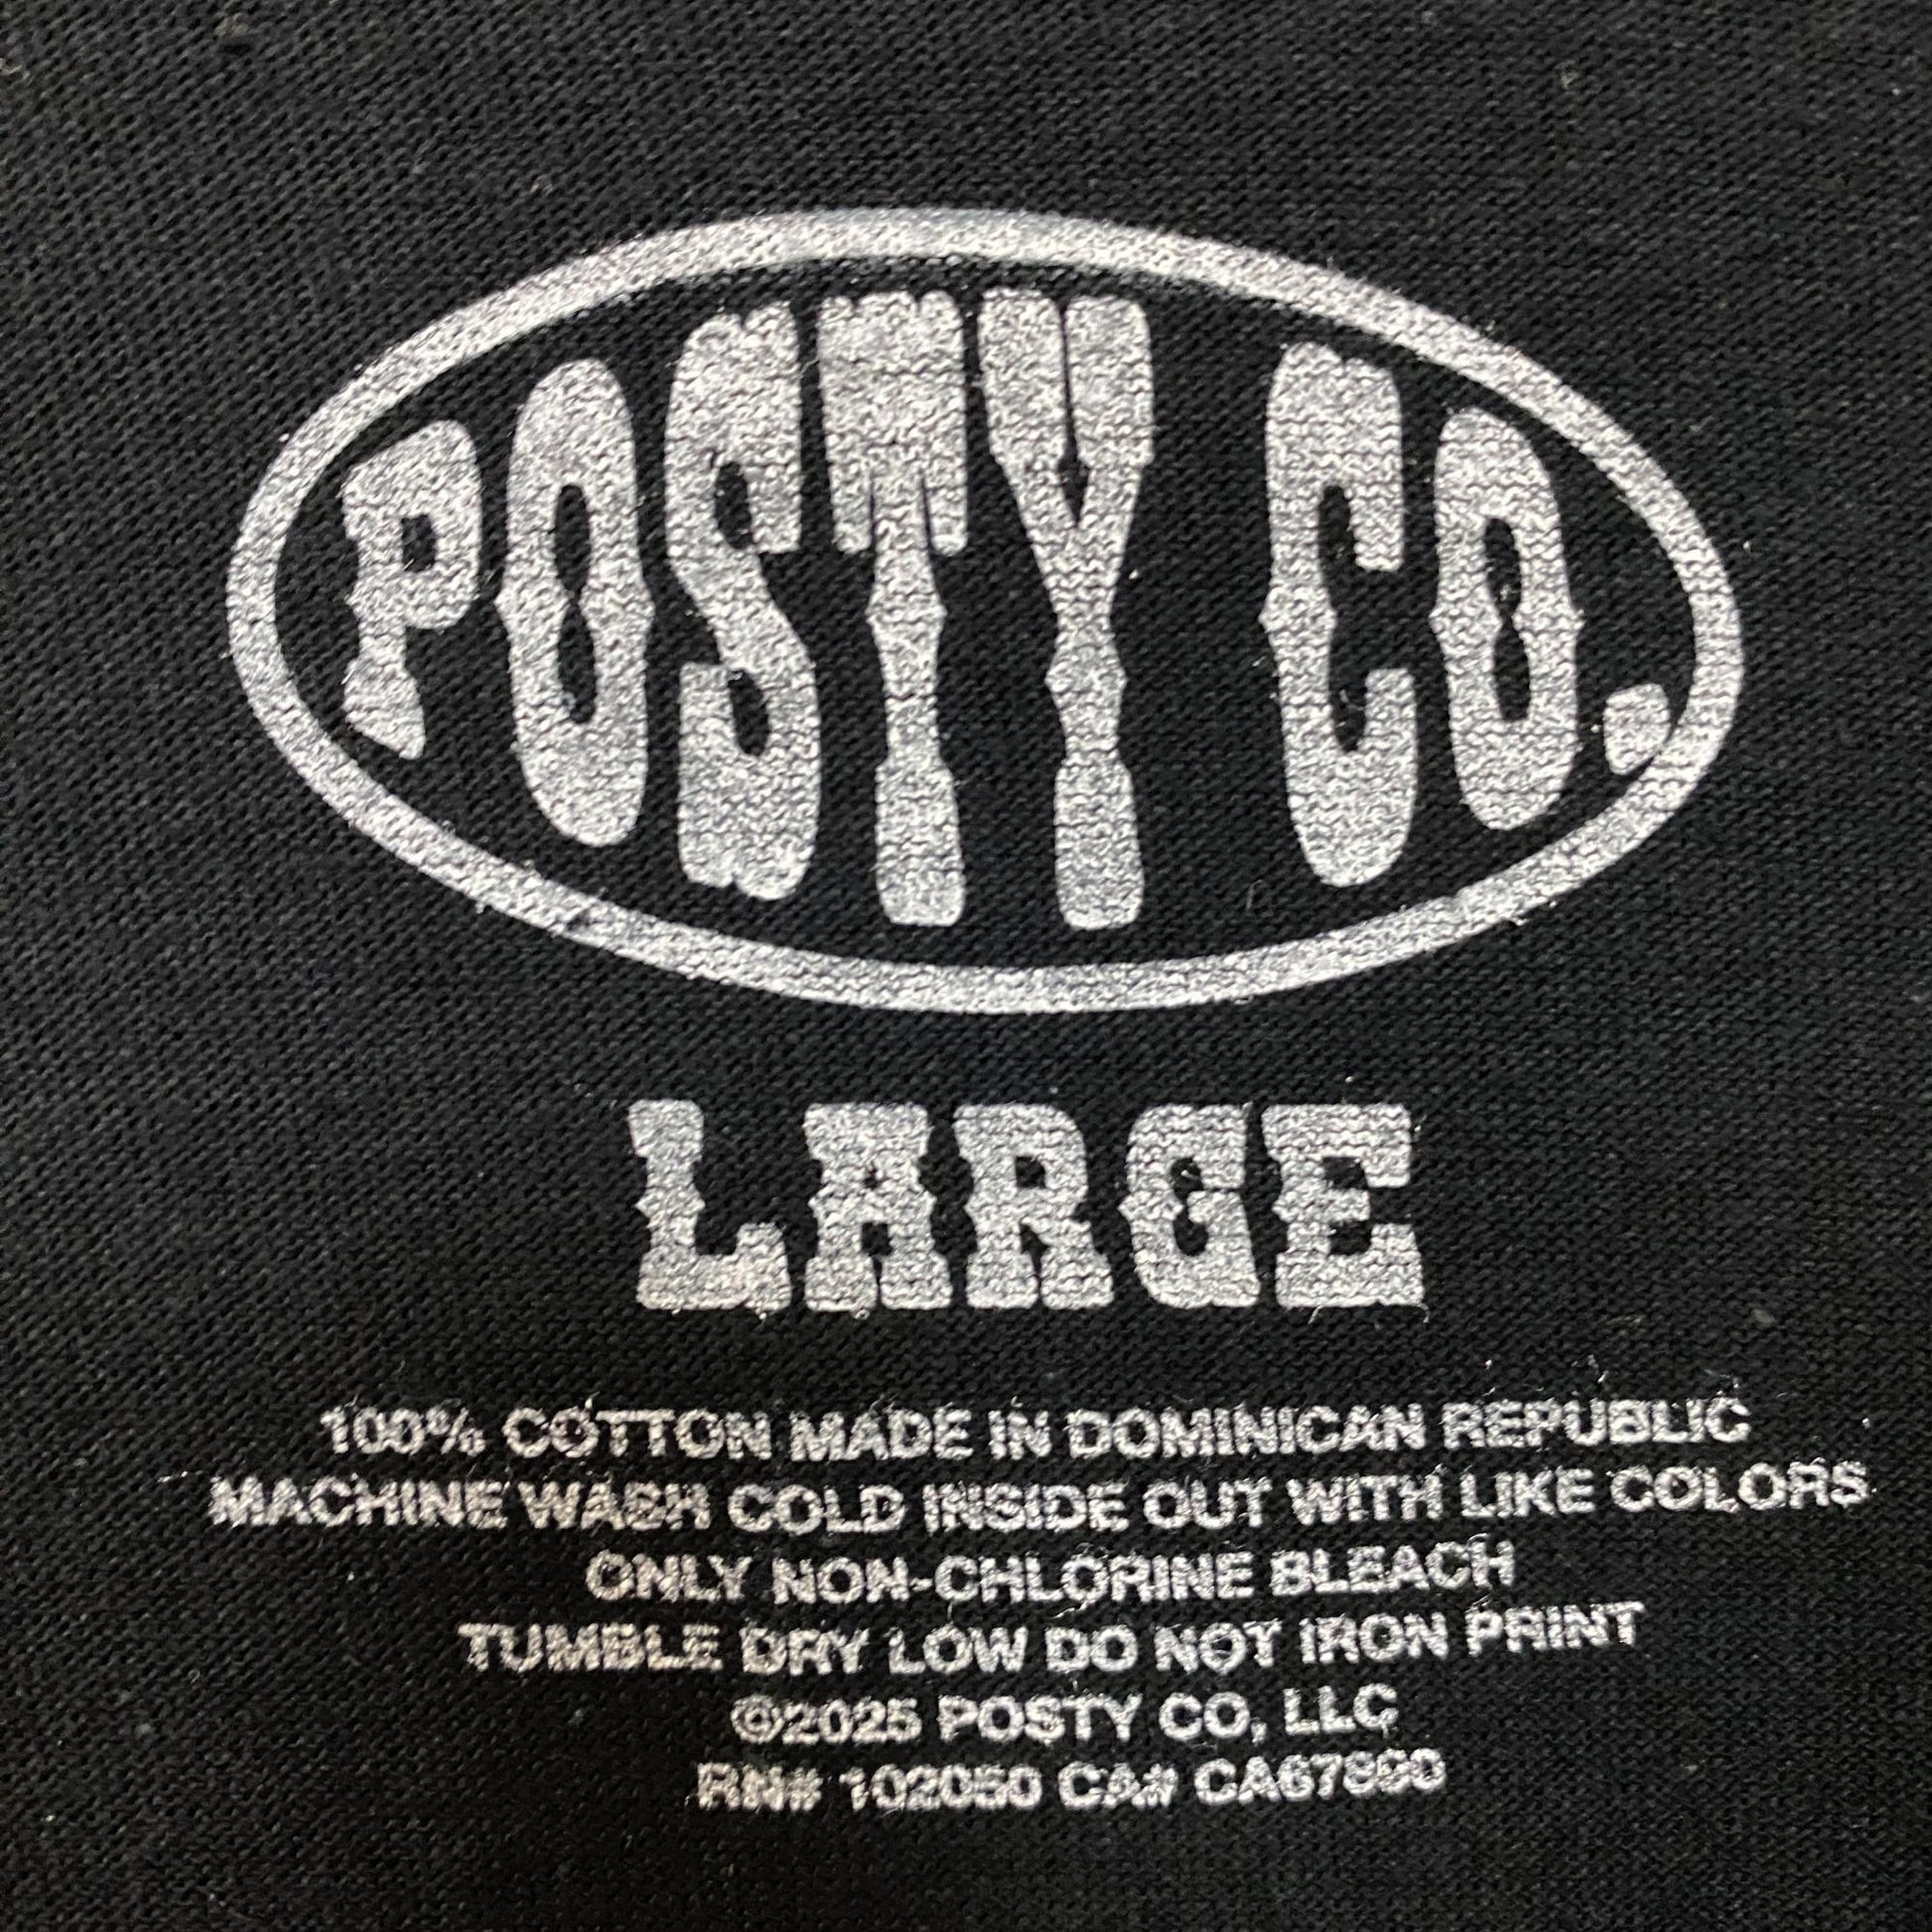 POSTY CO.
LARGE
100% COTTON MADE IN DOMINICAN REPUBLIC
MACHINE WASH COLD INSIDE OUT WITH LIKE COLORS
ONLY NON-CHLORINE BLEACH
TUMBLE DRY LOW DO NOT IRON PRINT
©2025 POSTY CO, LLC
RN# 102050 CA#